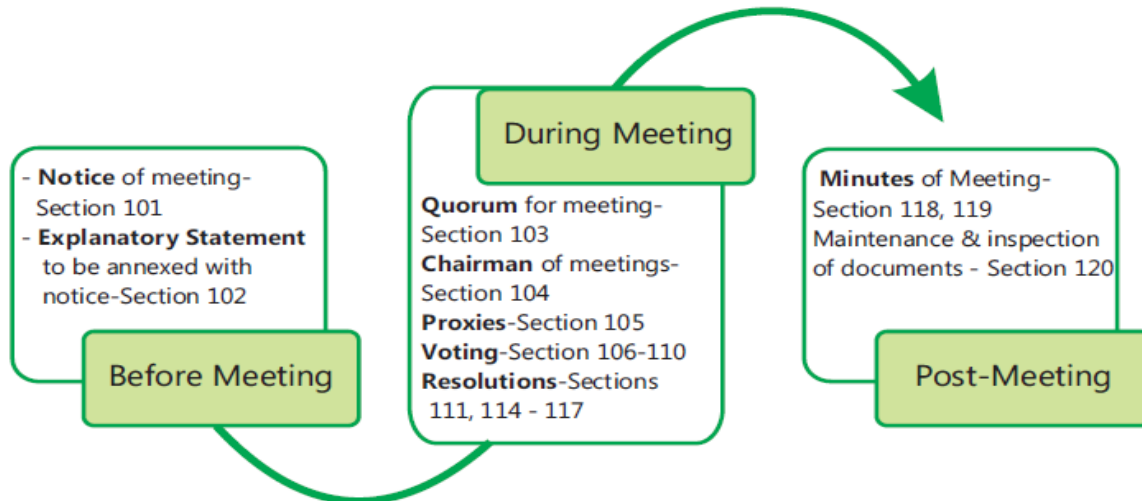 - Notice of meeting-
Section 101
- Explanatory Statement
to be annexed with
notice-Section 102
Before Meeting
During Meeting
Quorum for meeting-
Section 103
Chairman of meetings-
Section 104
Proxies-Section 105
Voting-Section 106-110
Resolutions-Sections
111, 114 - 117
Minutes of Meeting-
Section 118, 119
Maintenance & inspection
of documents - Section 120
Post-Meeting